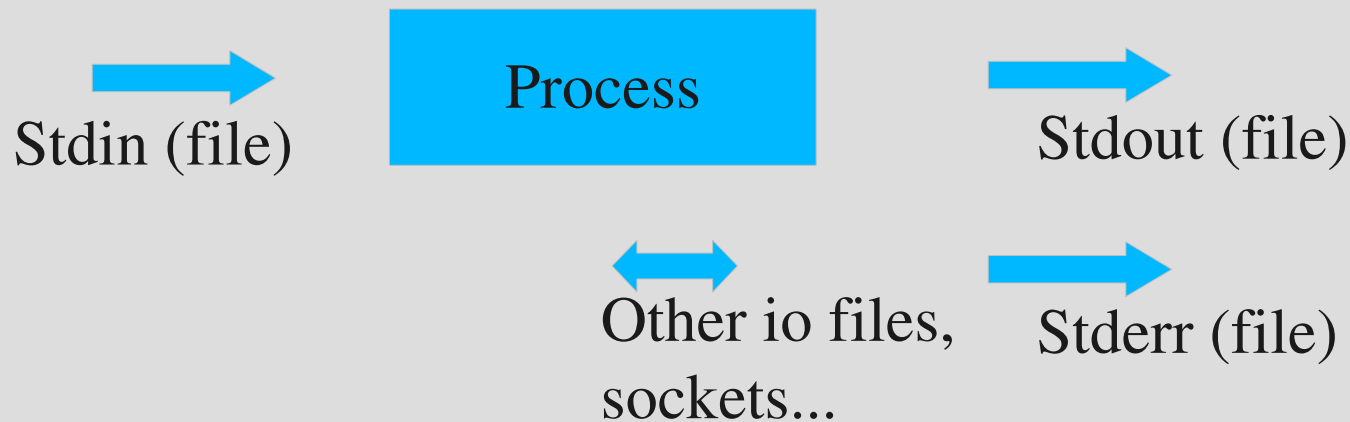 Process
Stdin (file)
Stdout (file)
Other io files,
sockets...
Stderr (file)